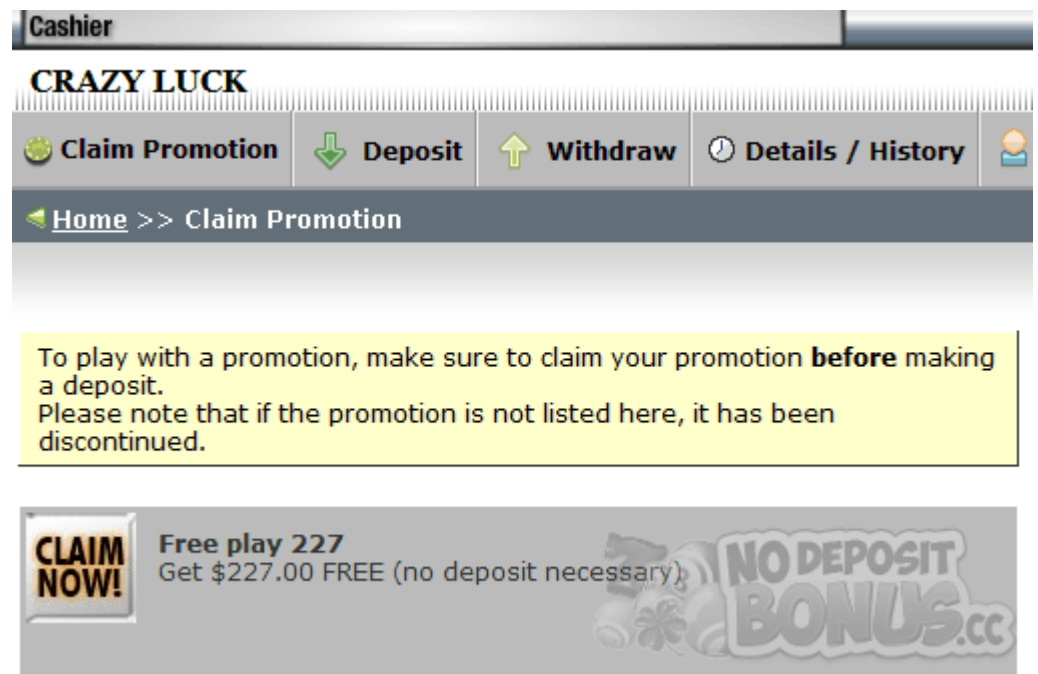 Cashier
CRAZY LUCK
Claim Promotion
Deposit
Withdraw
Details / History
Home >> Claim Promotion
To play with a promotion, make sure to claim your promotion before making
a deposit.
Please note that if the promotion is not listed here, it has been
discontinued.
CLAIM
NOW!
Free play 227
Get $227.00 FREE (no deposit necessary)
NO DEPOSIT
BONUS.cc